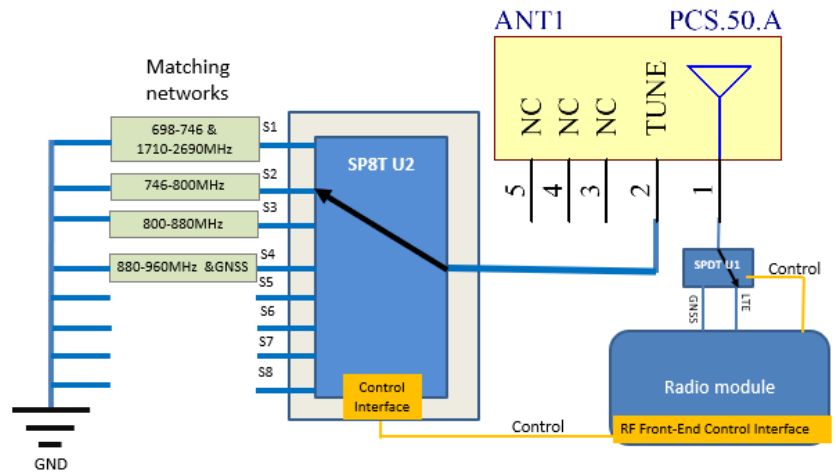 ANT1
PCS.50.A
NC
NC
NC
TUNE
5
4
3
2
1
Matching
networks
698-746 &
1710-2690MHz
S1
746-800MHz
S2
800-880MHz
S3
880-960MHz &GNSS
S4
S5
S6
S7
S8
SP8T U2
Control
Interface
SPDT U1
Control
GNSS
LTE
Radio module
RF Front-End Control Interface
Control
GND